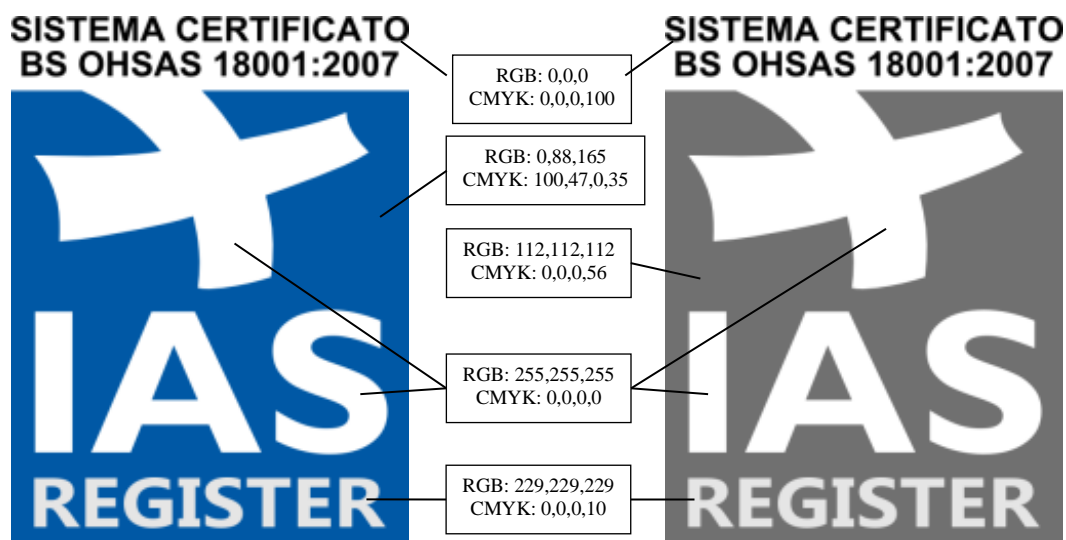 SISTEMA CERTIFICATO
BS OHSAS 18001:2007
IAS
REGISTER
RGB: 0,0,0
CMYK: 0,0,0,100
RGB: 0,88,165
CMYK: 100,47,0,35
RGB: 112,112,112
CMYK: 0,0,0,56
RGB: 255,255,255
CMYK: 0,0,0,0
RGB: 229,229,229
CMYK: 0,0,0,10
SISTEMA CERTIFICATO
BS OHSAS 18001:2007
IAS
REGISTER